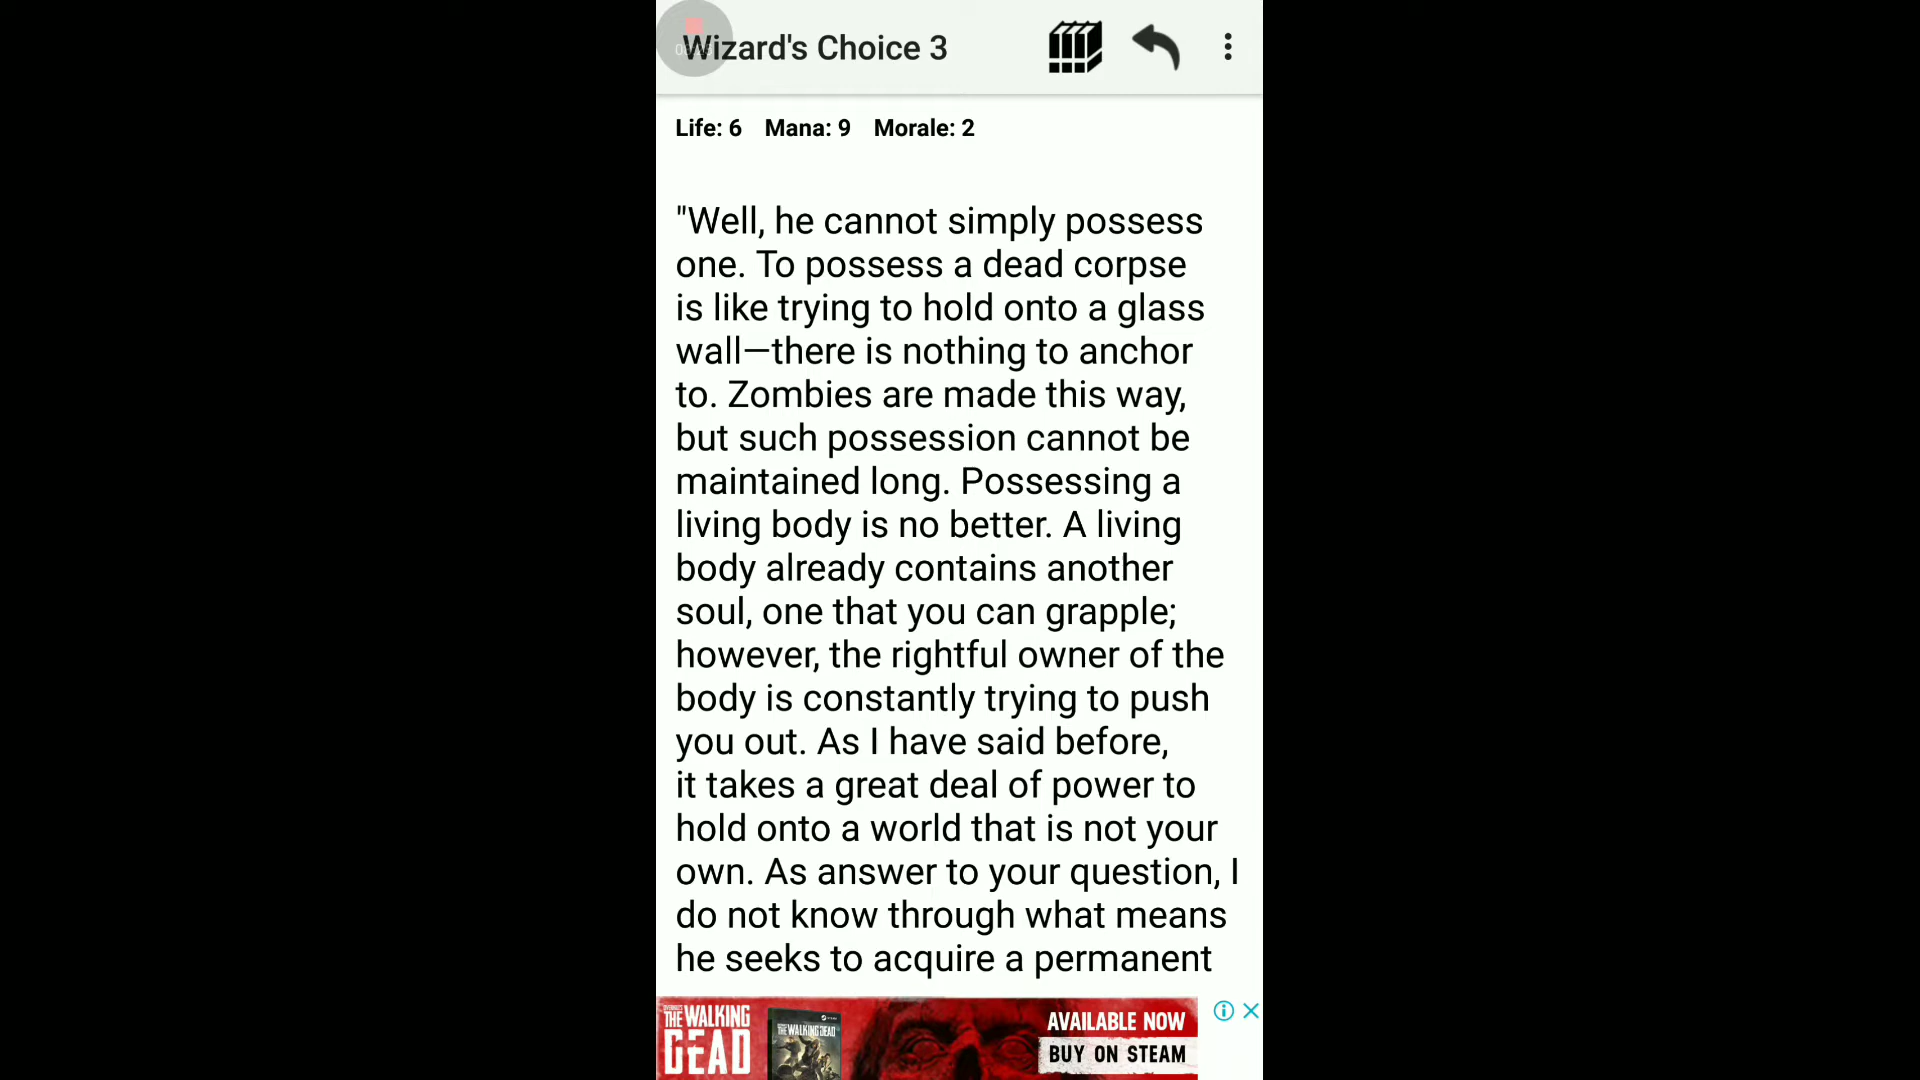 Wizard's Choice 3
Life: 6 Mana: 9 Morale: 2
"Well, he cannot simply possess
one. To possess a dead corpse
is like trying to hold onto a glass
wall—there is nothing to anchor
to. Zombies are made this way,
but such possession cannot be
maintained long. Possessing a
living body is no better. A living
body already contains another
soul, one that you can grapple;
however, the rightful owner of the
body is constantly trying to push
you out. As I have said before,
it takes a great deal of power to
hold onto a world that is not your
own. As answer to your question, I
do not know through what means
he seeks to acquire a permanent
THE WALKING
DEAD
THE WALKING DEAD
AVAILABLE NOW
BUY ON STEAM